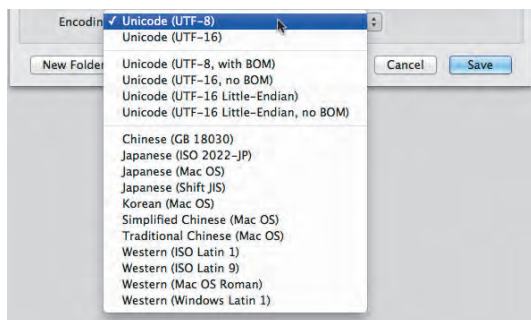 Encodin
✓ Unicode (UTF-8)
Unicode (UTF-16)
New Folder
Unicode (UTF-8, with BOM)
Cancel
Save
Unicode (UTF-16, no BOM)
Unicode (UTF-16 Little-Endian)
Unicode (UTF-16 Little-Endian, no BOM)
Chinese (GB 18030)
Japanese (ISO 2022-JP)
Japanese (Mac OS)
Japanese (Shift JIS)
Korean (Mac OS)
Simplified Chinese (Mac OS)
Traditional Chinese (Mac OS)
Western (ISO Latin 1)
Western (ISO Latin 9)
Western (Mac OS Roman)
Western (Windows Latin 1)